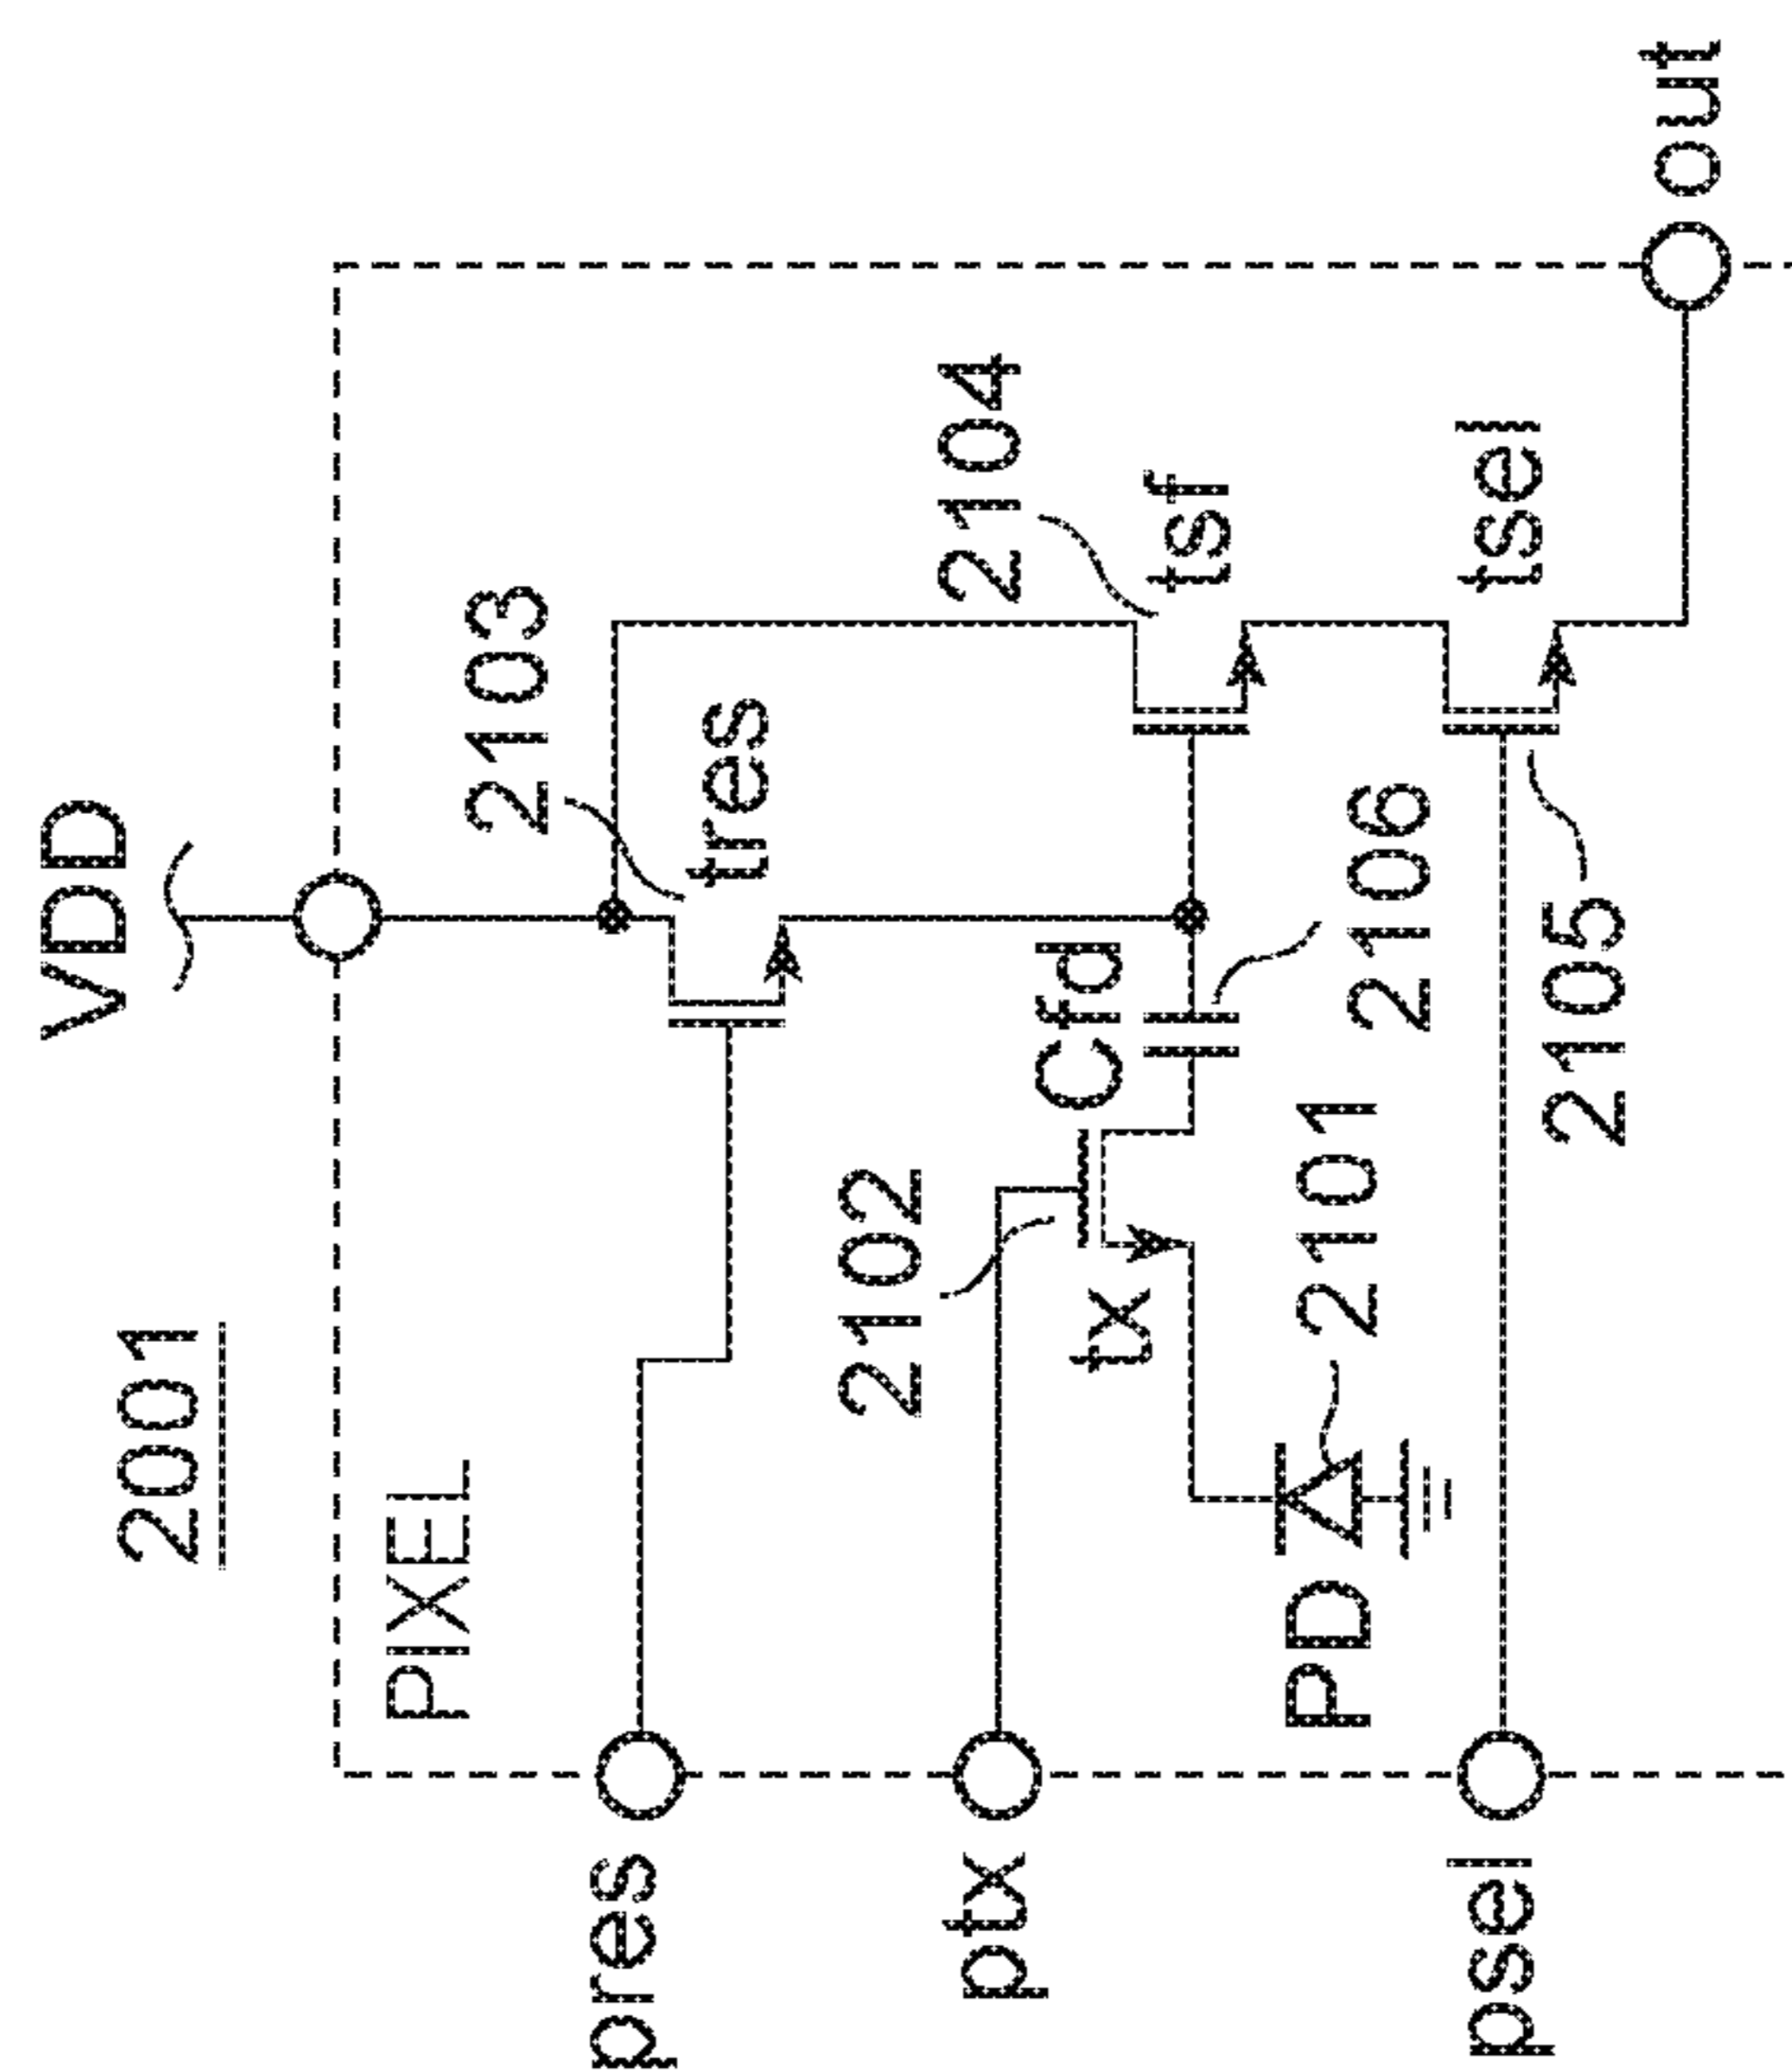 2001
VDD
PIXEL
pres
2103
tres
2104
tsf
ptx
2102
tx
Cfd
2106
PD
2101
psel
2105
tsel
out